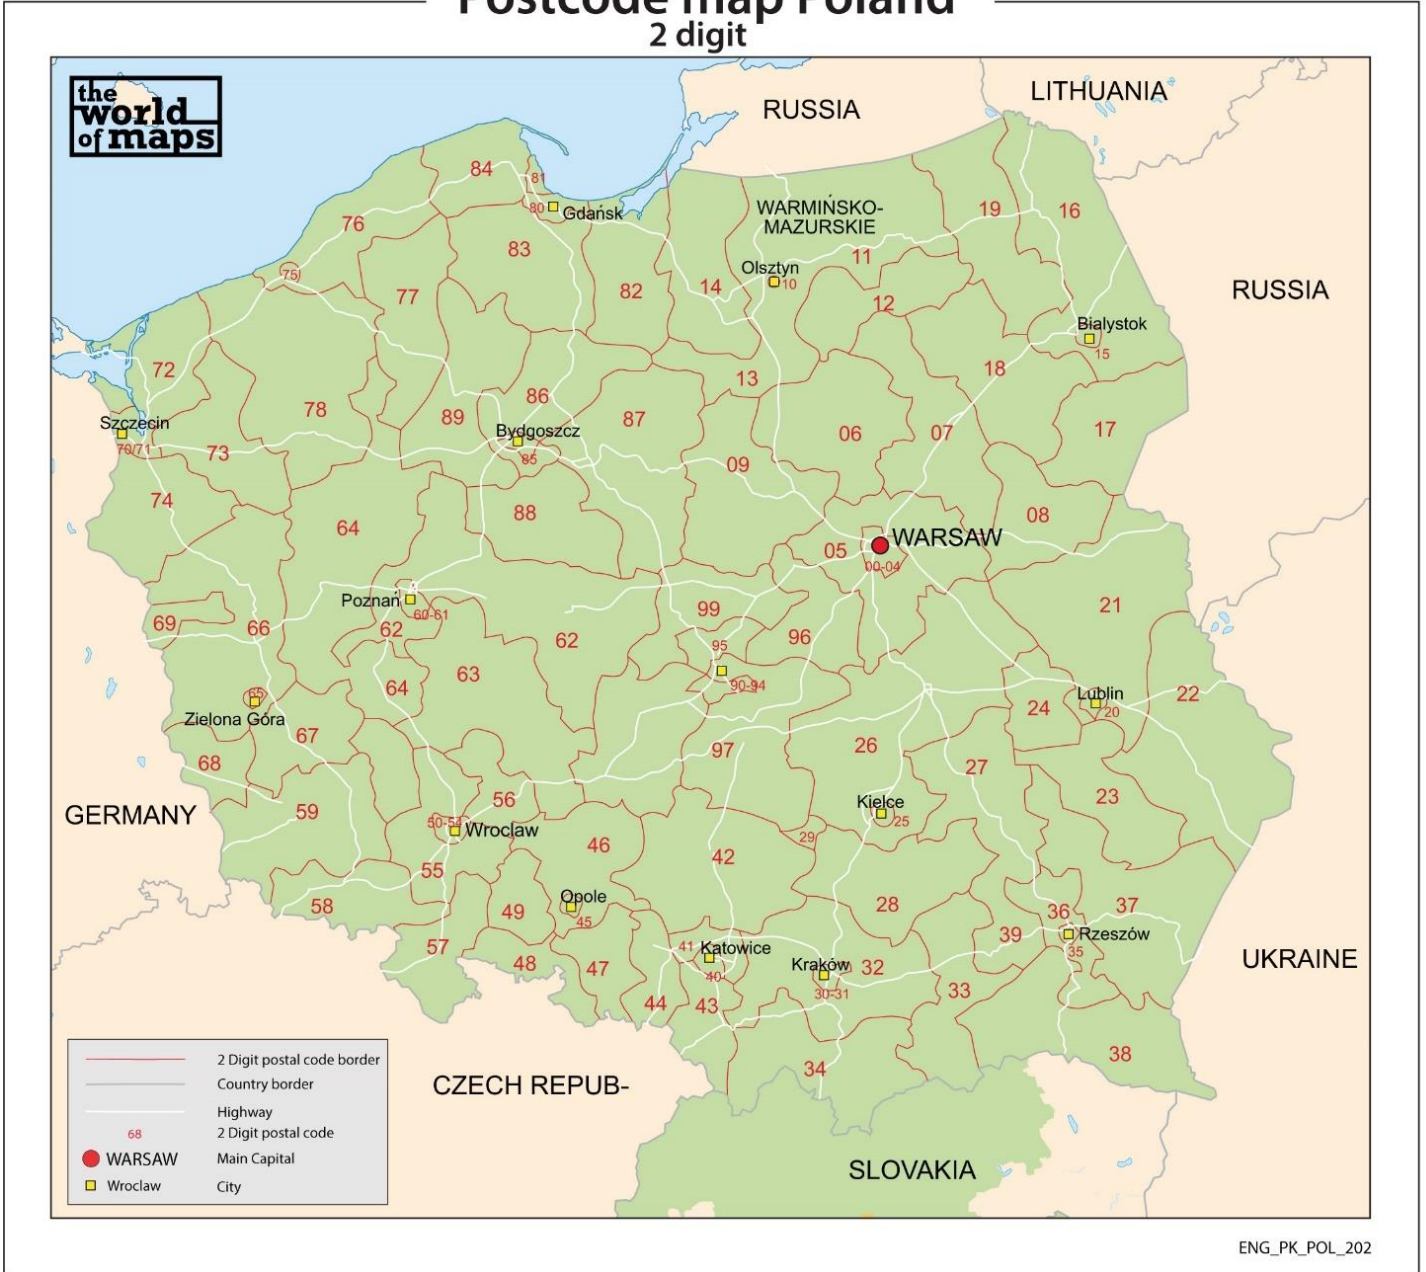 Postcode map Poland
2 digit
the
world
of maps
LITHUANIA
RUSSIA
84
81
19
16
WARMIŃSKO-
MAZURSKIE
80
Gdańsk
76
83
11
Olsztyn
10
75
RUSSIA
77
82
14
12
Bialystok
15
72
18
13
86
78
89
87
Szczecin
Bydgoszcz
06
07
17
70/71
73
85
09
74
88
08
64
WARSAW
05
00-04
Poznań
60-61
99
21
69
66
62
62
96
95
63
64
90-94
65
Lublin
22
24
20
Zielona Góra
67
26
97
68
27
56
23
Kielce
GERMANY
59
25
50-54
Wroclaw
29
46
42
55
Opole
58
49
45
28
36
37
39
Rzeszów
57
41
Katowice
35
48
47
Kraków
32
UKRAINE
40
30-31
33
44
43
38
34
CZECH REPUB-
SLOVAKIA
2 Digit postal code border
Country border
Highway
68
2 Digit postal code
WARSAW
Main Capital
Wroclaw
City
ENG_PK_POL_202